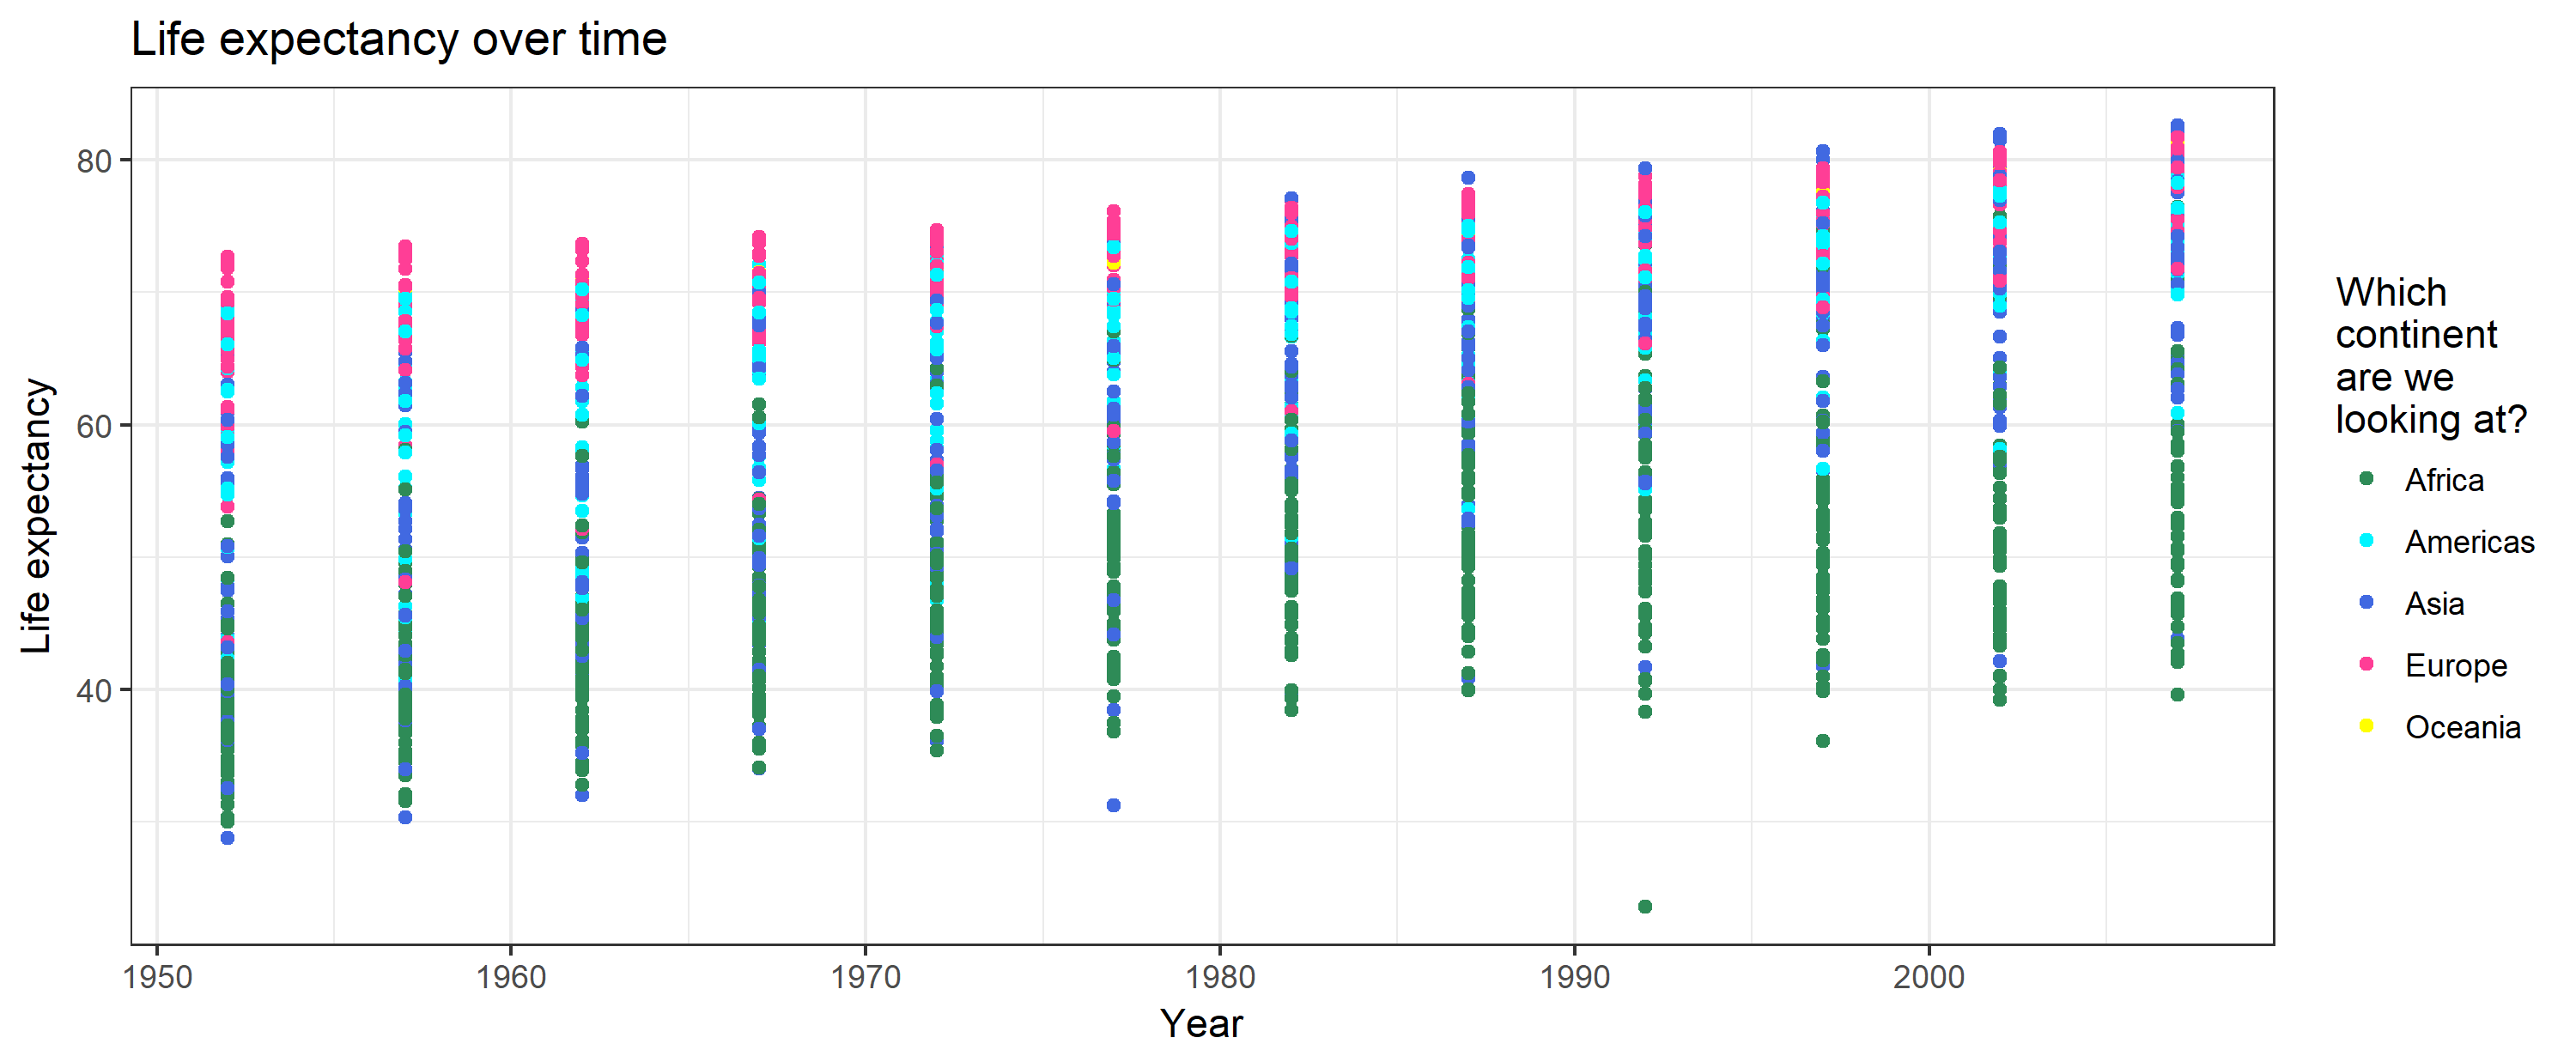 Life expectancy over time
80
60
40
Life expectancy
1950
1960
1970
1980
1990
2000
Year
Which
continent
are we
looking at?
Africa
Americas
Asia
Europe
Oceania